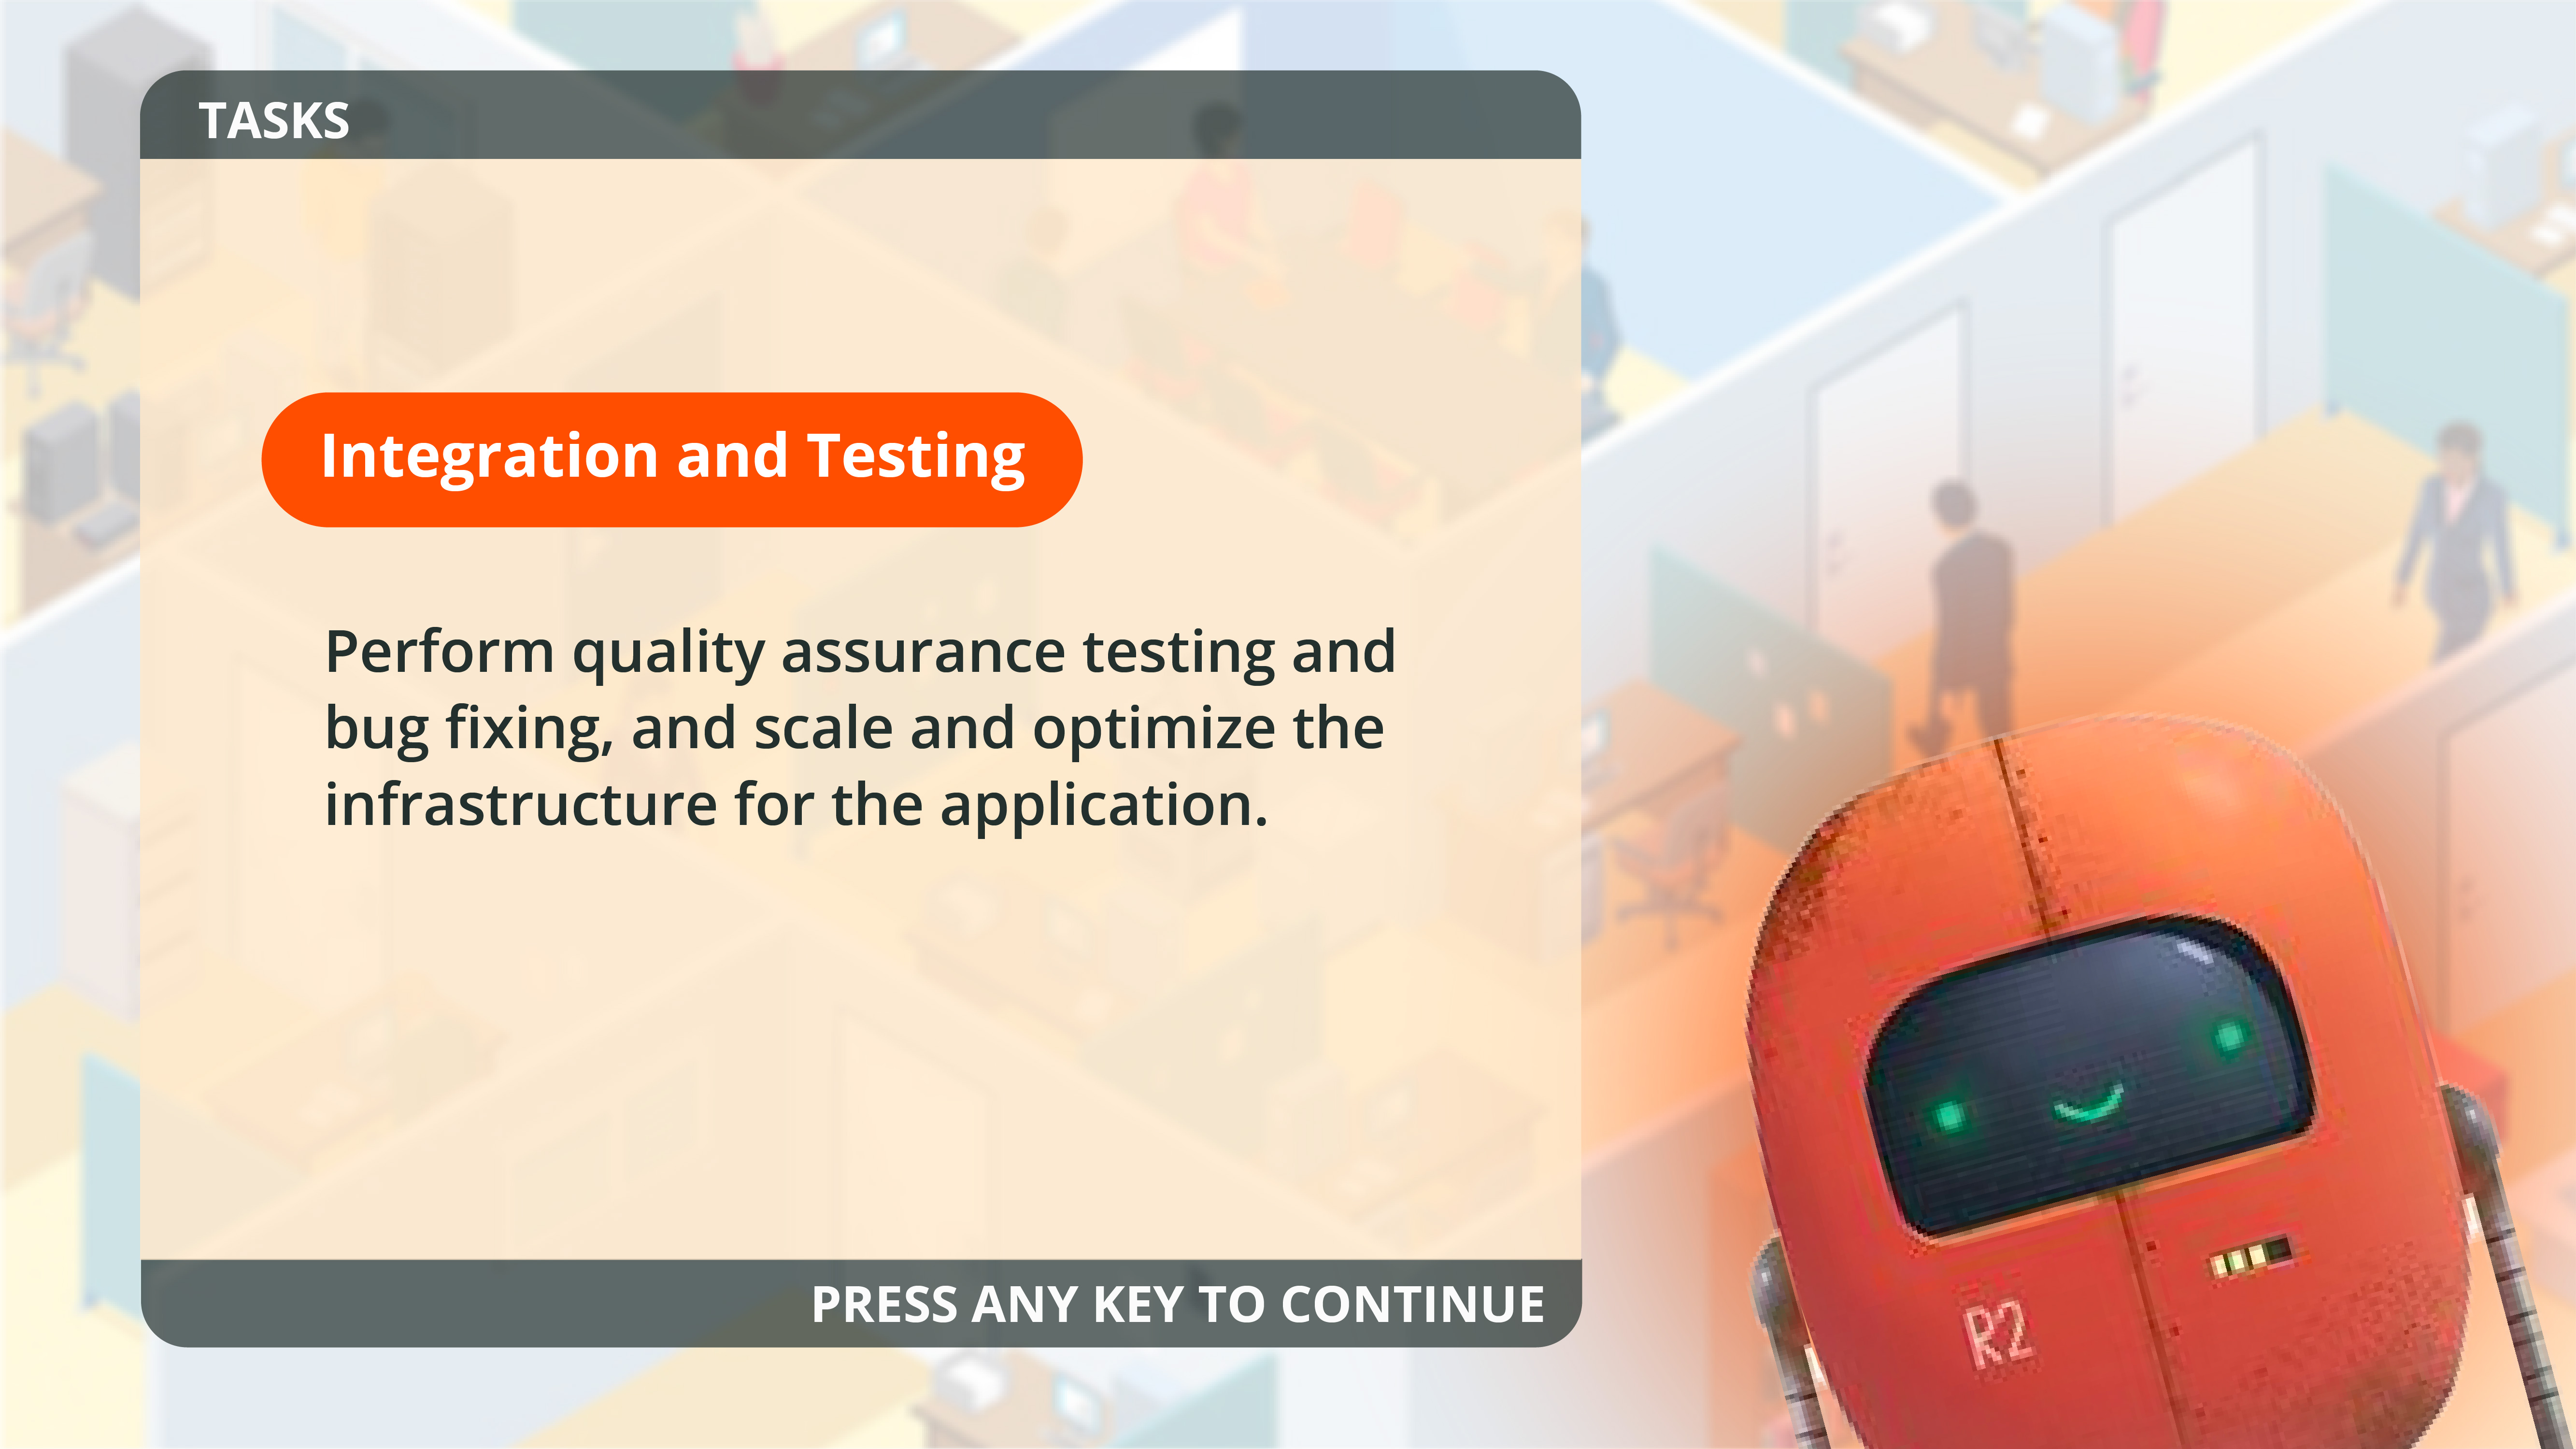 TASKS
Integration and Testing
Perform quality assurance testing and
bug fixing, and scale and optimize the
infrastructure for the application.
PRESS ANY KEY TO CONTINUE
R2